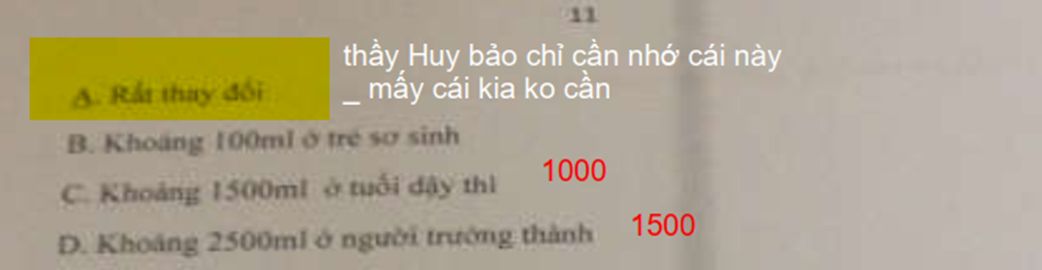 11
thầy Huy bảo chỉ cần nhớ cái này
_ mấy cái kia ko cần
A. Rất thay đổi
B. Khoảng 100ml ở trẻ sơ sinh
1000
C. Khoảng 1500ml ở tuổi dậy thì
1500
D. Khoảng 2500ml ở người trưởng thành